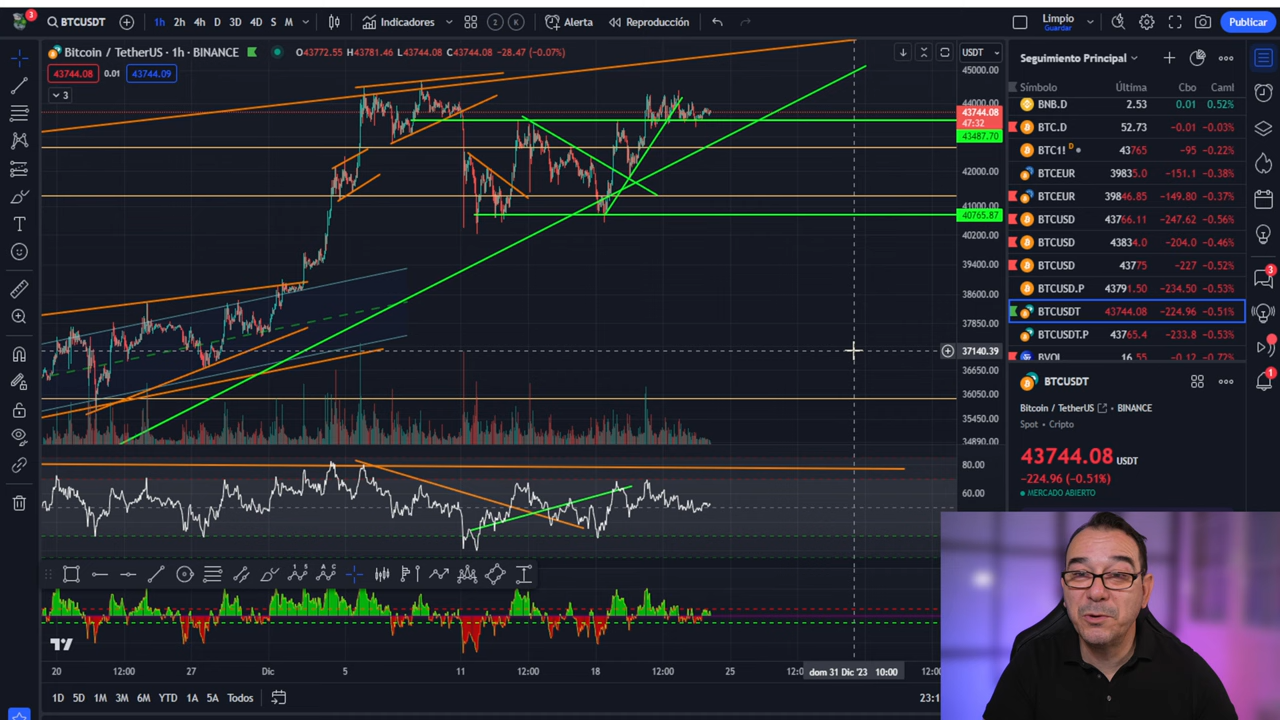 3
BTCUSDT
1h 2h 4h D 3D 4D S M
Indicadores
2 K
Alerta
Reproducción
Limpio
Guardar
Publicar
Bitcoin / TetherUS · 1h · BINANCE
O43772.55 H43781.46 L43744.08 C43744.08 −28.47 (−0.07%)
43744.08 0.01 43744.09
3
USDT
45000.00
44000.00
43744.08
47:32
43487.70
42000.00
41000.00
40765.87
40200.00
39400.00
38600.00
37850.00
37140.39
36650.00
36050.00
35450.00
34890.00
80.00
60.00
20 12:00 27 Dic 5 11 12:00 18 12:00 25 dom 31 Dic '23 10:00 12:00
1D 5D 1M 3M 6M YTD 1A 5A Todos
Seguimiento Principal
Símbolo Última Cbo Caml
BNB.D 2.53 0.01 0.52%
BTC.D 52.73 −0.01 −0.03%
BTC1! D 43765 −95 −0.22%
BTCEUR 39835.0 −151.1 −0.38%
BTCEUR 39846.85 −149.80 −0.37%
BTCUSD 43766.11 −247.62 −0.56%
BTCUSD 43834.0 −204.0 −0.46%
BTCUSD 43775 −227 −0.52%
BTCUSD.P 43791.50 −234.50 −0.53%
BTCUSDT 43744.08 −224.96 −0.51%
BTCUSDT.P 43765.4 −233.8 −0.53%
BVOL 16.55 −0.12 −0.72%
BTCUSDT
Bitcoin / TetherUS · BINANCE
Spot · Cripto
43744.08 USDT
−224.96 (−0.51%)
MERCADO ABIERTO
3
1